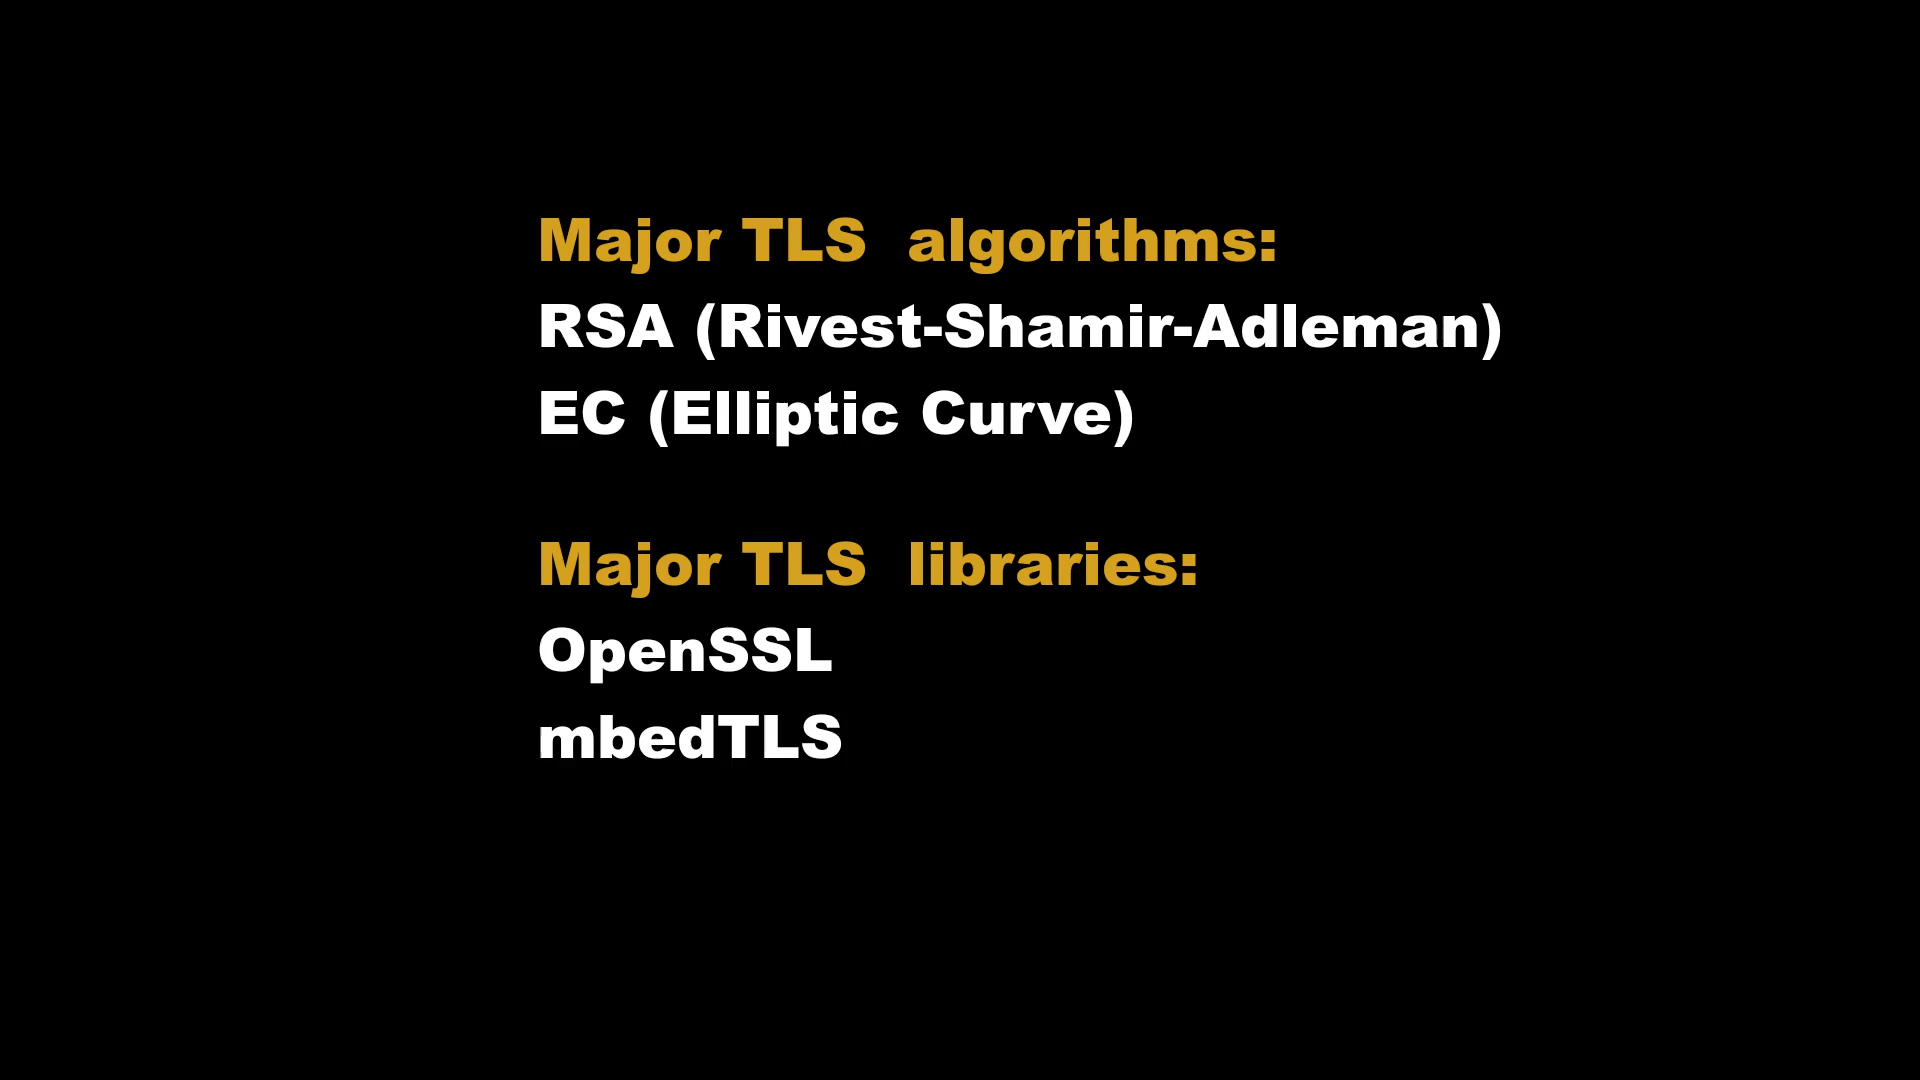 Major TLS  algorithms:
RSA (Rivest-Shamir-Adleman)
EC (Elliptic Curve)
Major TLS  libraries:
OpenSSL
mbedTLS